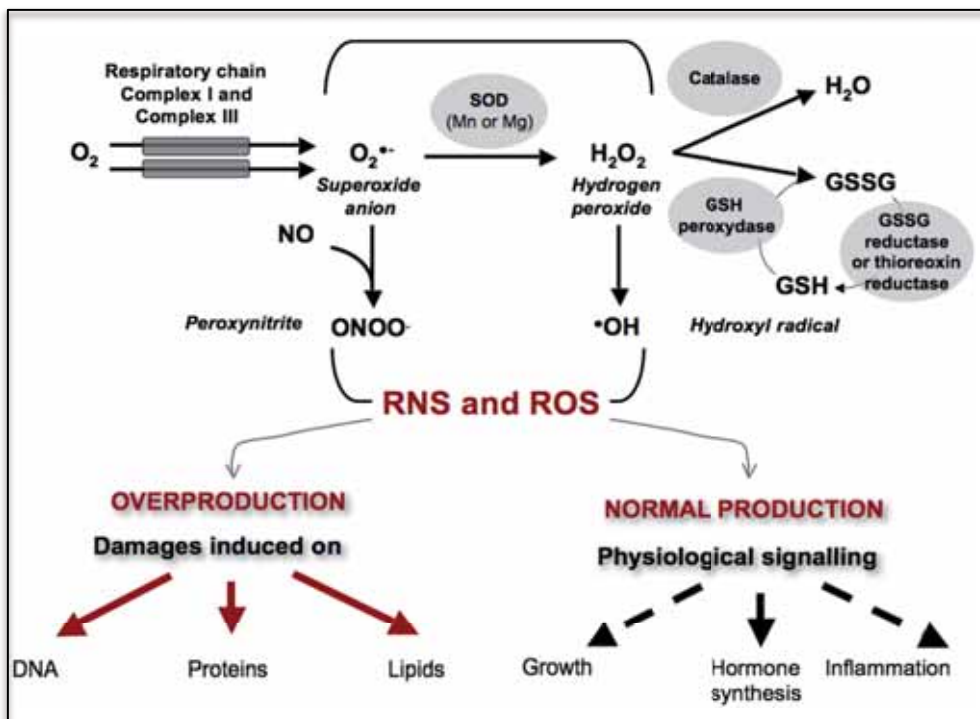 Respiratory chain
Complex I and
Complex III
O₂
O₂•-
Superoxide
anion
SOD
(Mn or Mg)
H₂O₂
Hydrogen
peroxide
Catalase
H₂O
GSSG
GSH
peroxydase
GSSG
reductase
or thioreoxin
reductase
GSH
NO
Peroxynitrite
ONOO-
•OH
Hydroxyl radical
RNS and ROS
OVERPRODUCTION
Damages induced on
DNA
Proteins
Lipids
NORMAL PRODUCTION
Physiological signalling
Growth
Hormone
synthesis
Inflammation